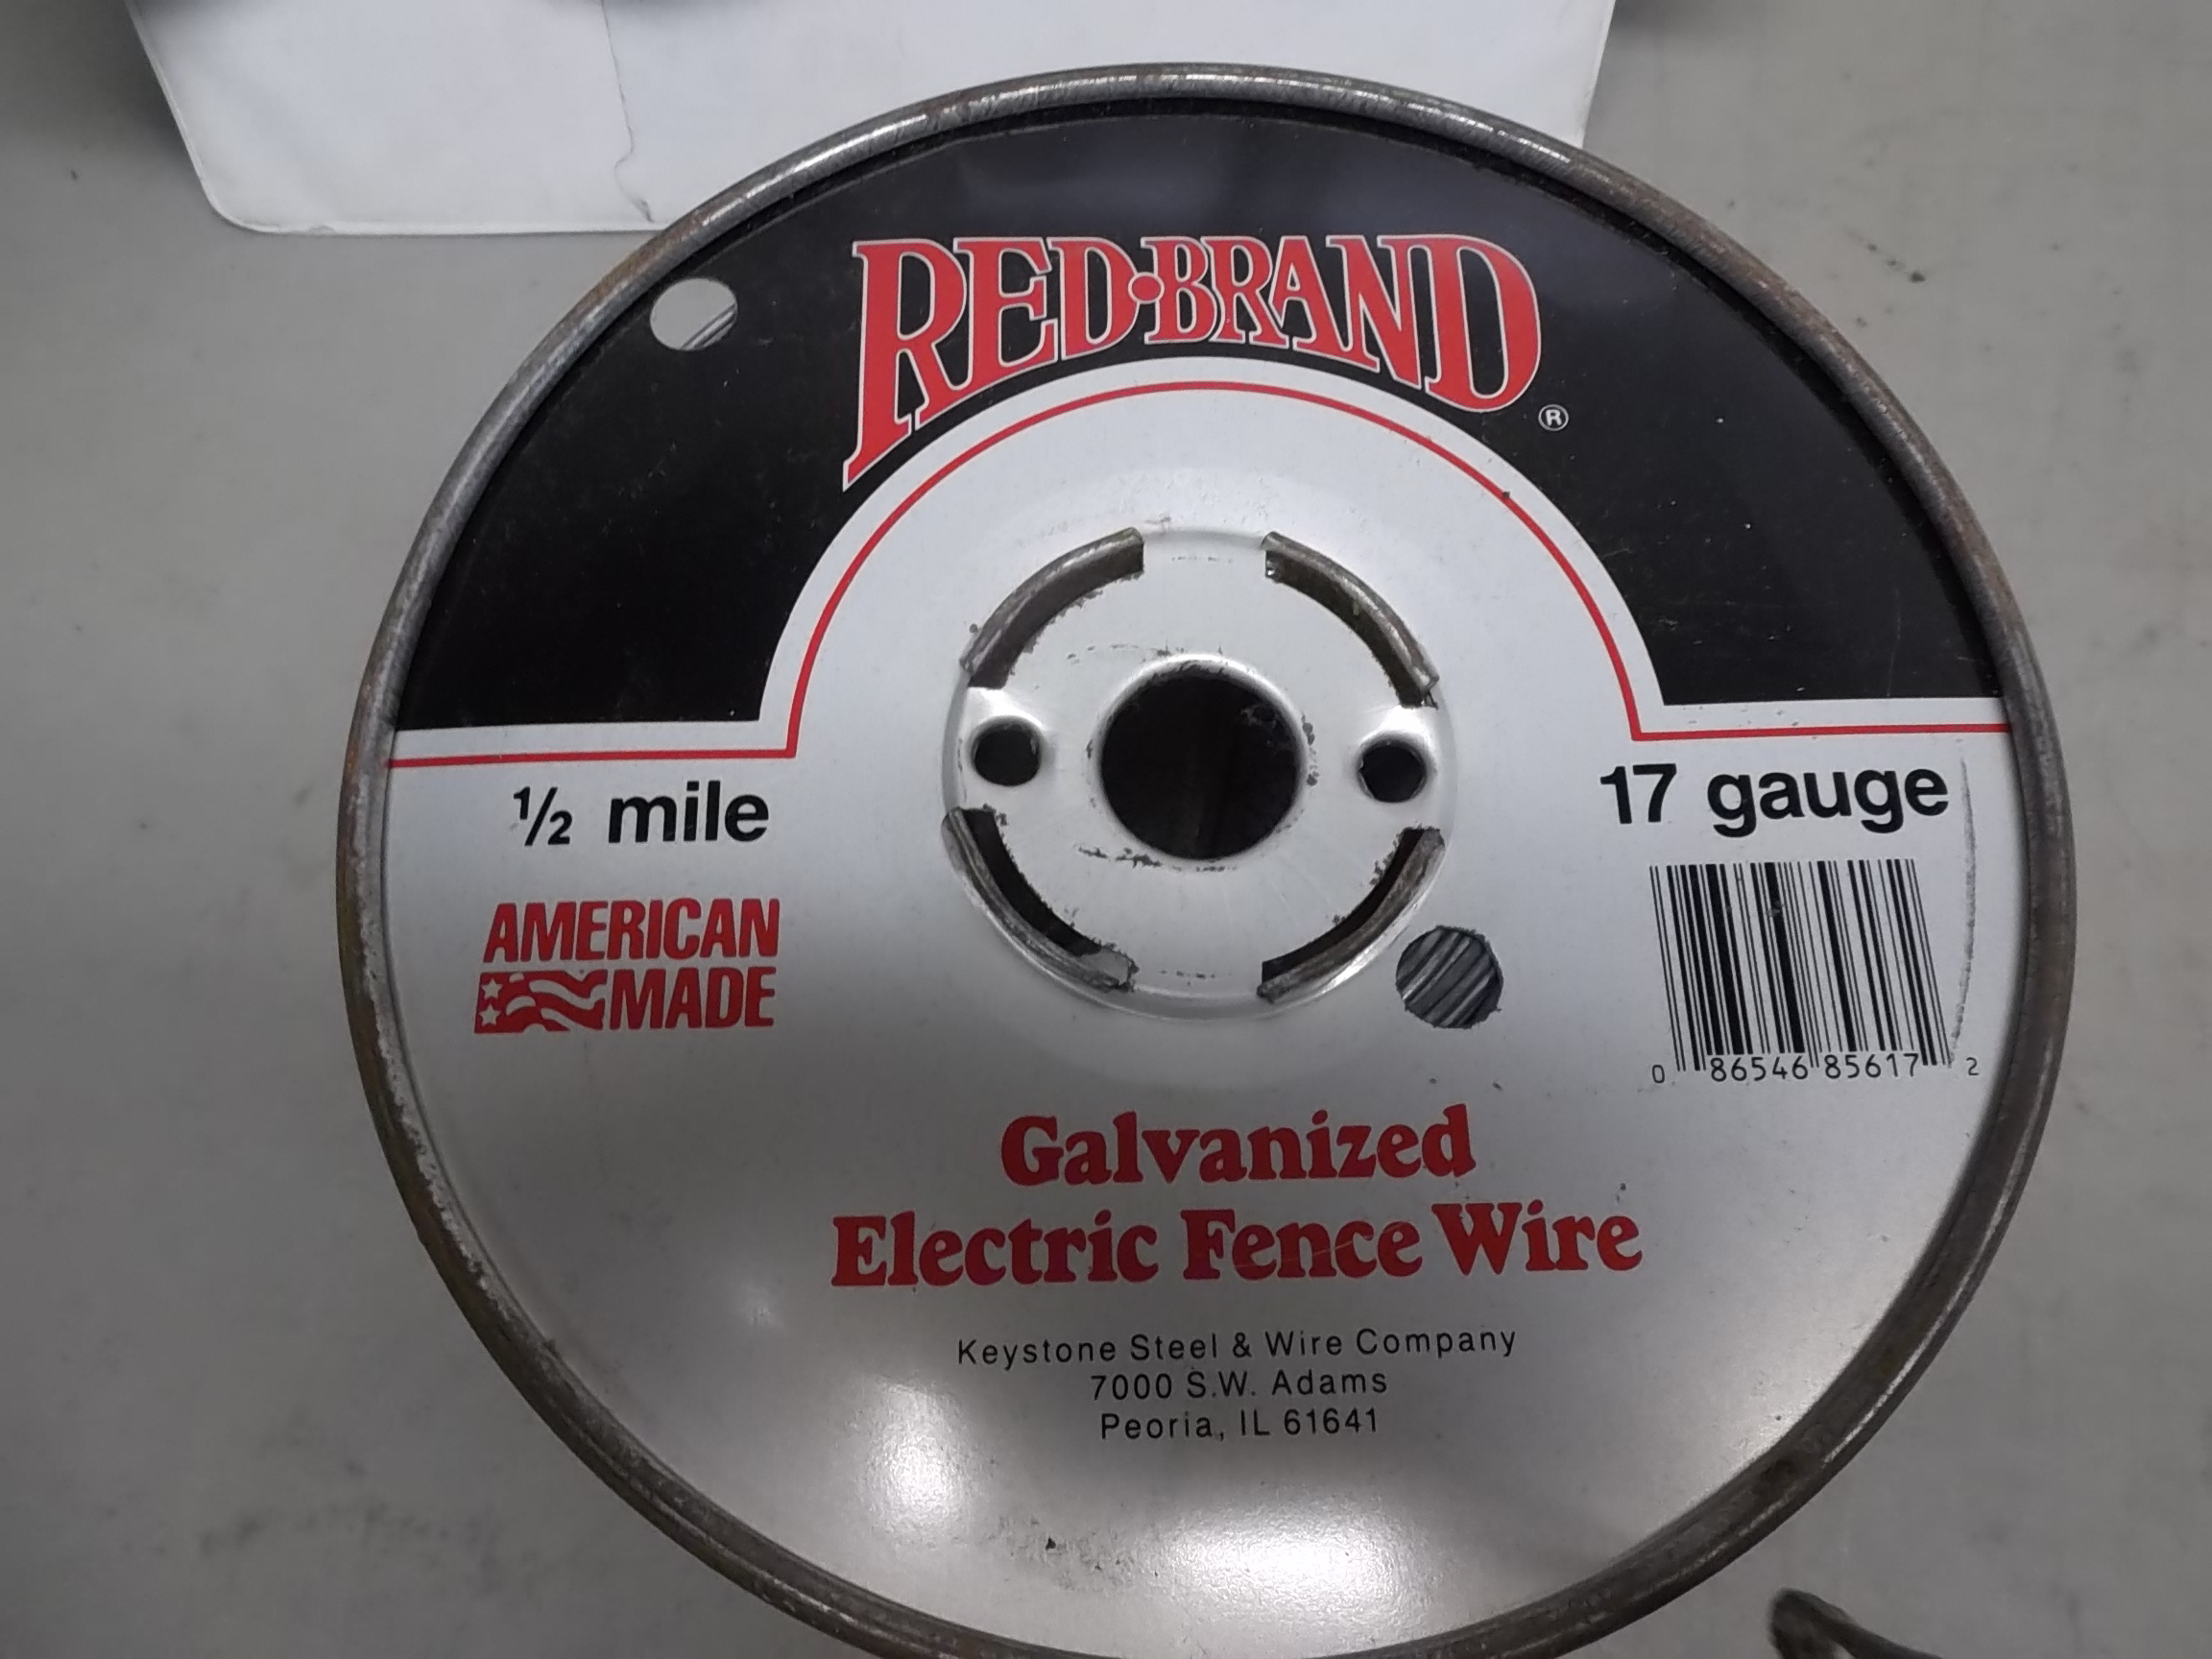 RED•BRAND®
½ mile
17 gauge
AMERICAN
MADE
0 86546 85617 2
Galvanized
Electric Fence Wire
Keystone Steel & Wire Company
7000 S.W. Adams
Peoria, IL 61641